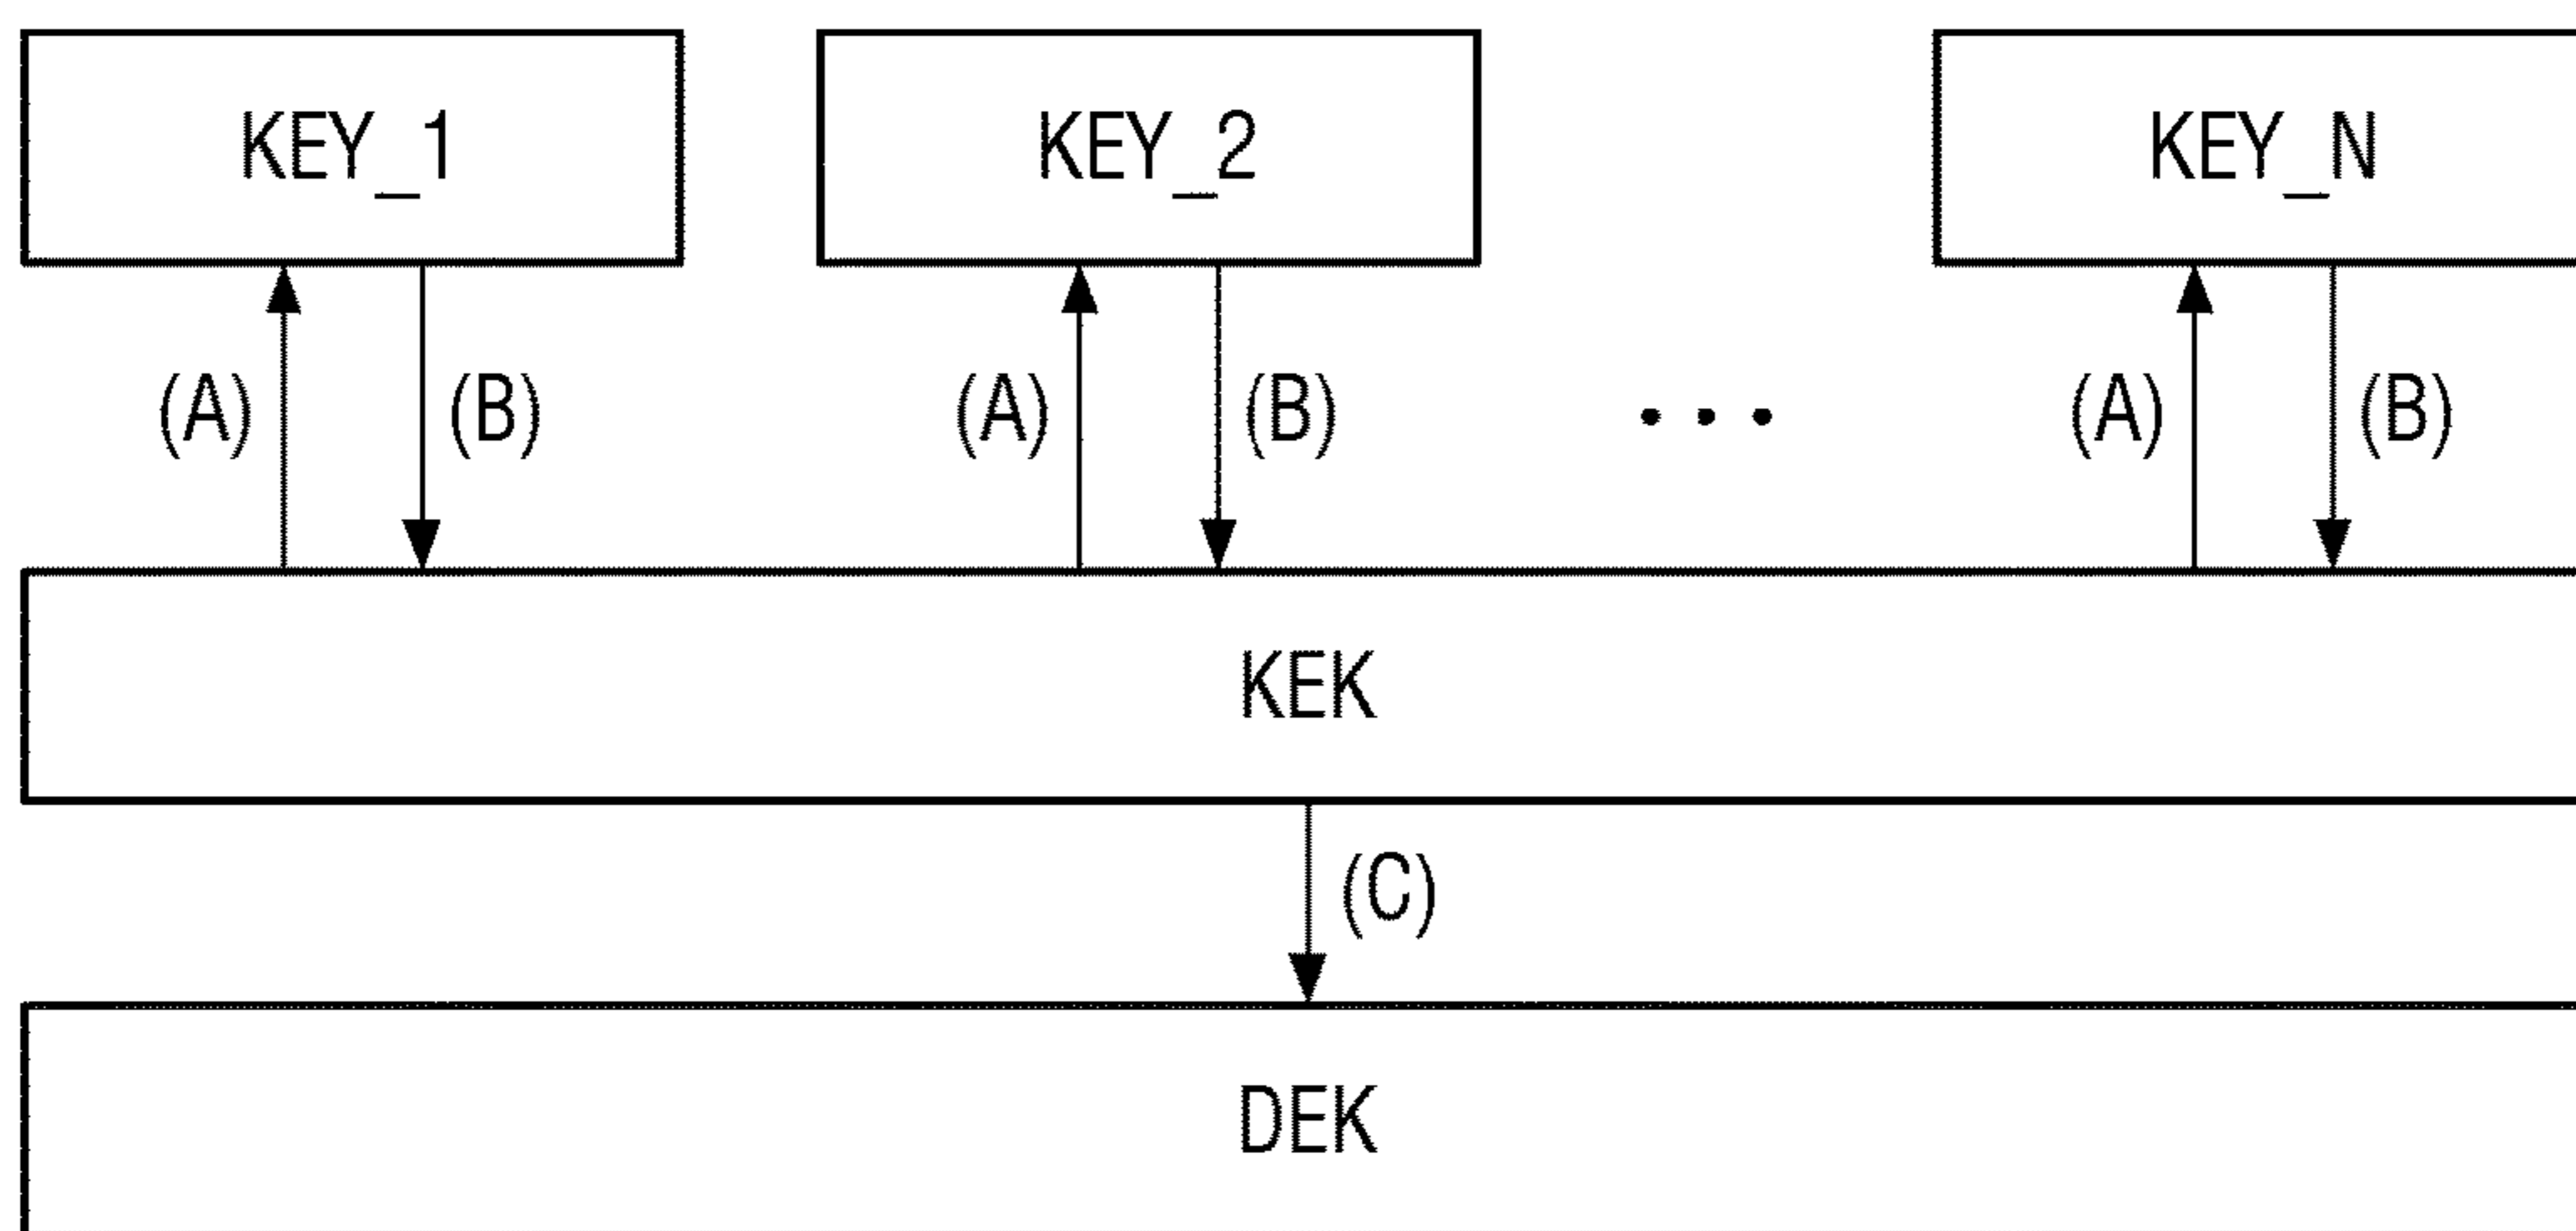 KEY_1 KEY_2 KEY_N
(A) (B) (A) (B) ••• (A) (B)
KEK
(C)
DEK